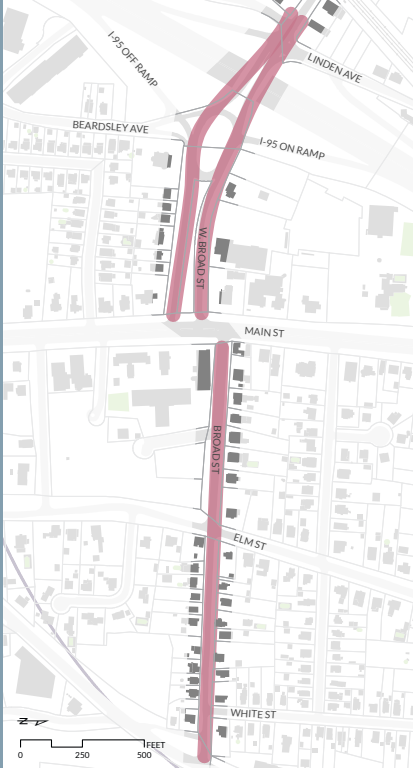 I-95 OFF RAMP
LINDEN AVE
BEARDSLEY AVE
I-95 ON RAMP
W. BROAD ST
MAIN ST
BROAD ST
ELM ST
WHITE ST
Z
FEET
0 250 500